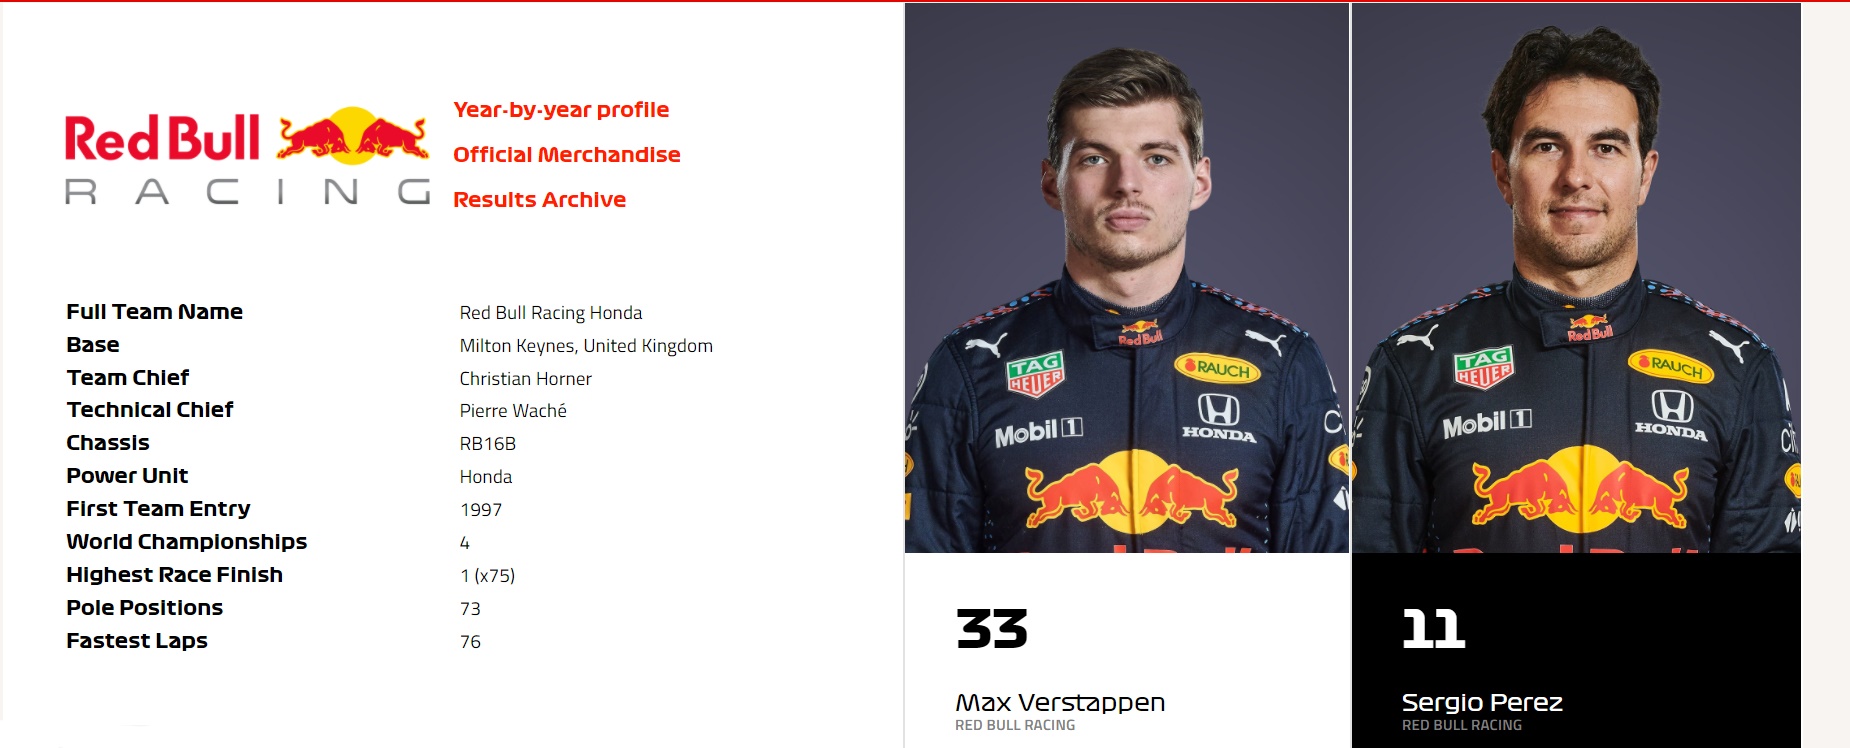 Red Bull
RACING
Year-by-year profile
Official Merchandise
Results Archive
Full Team Name Red Bull Racing Honda
Base Milton Keynes, United Kingdom
Team Chief Christian Horner
Technical Chief Pierre Waché
Chassis RB16B
Power Unit Honda
First Team Entry 1997
World Championships 4
Highest Race Finish 1 (x75)
Pole Positions 73
Fastest Laps 76
Red Bull
TAG
HEUER
RAUCH
Mobil 1
HONDA
33
Max Verstappen
RED BULL RACING
Red Bull
TAG
HEUER
RAUCH
Mobil 1
HONDA
11
Sergio Perez
RED BULL RACING